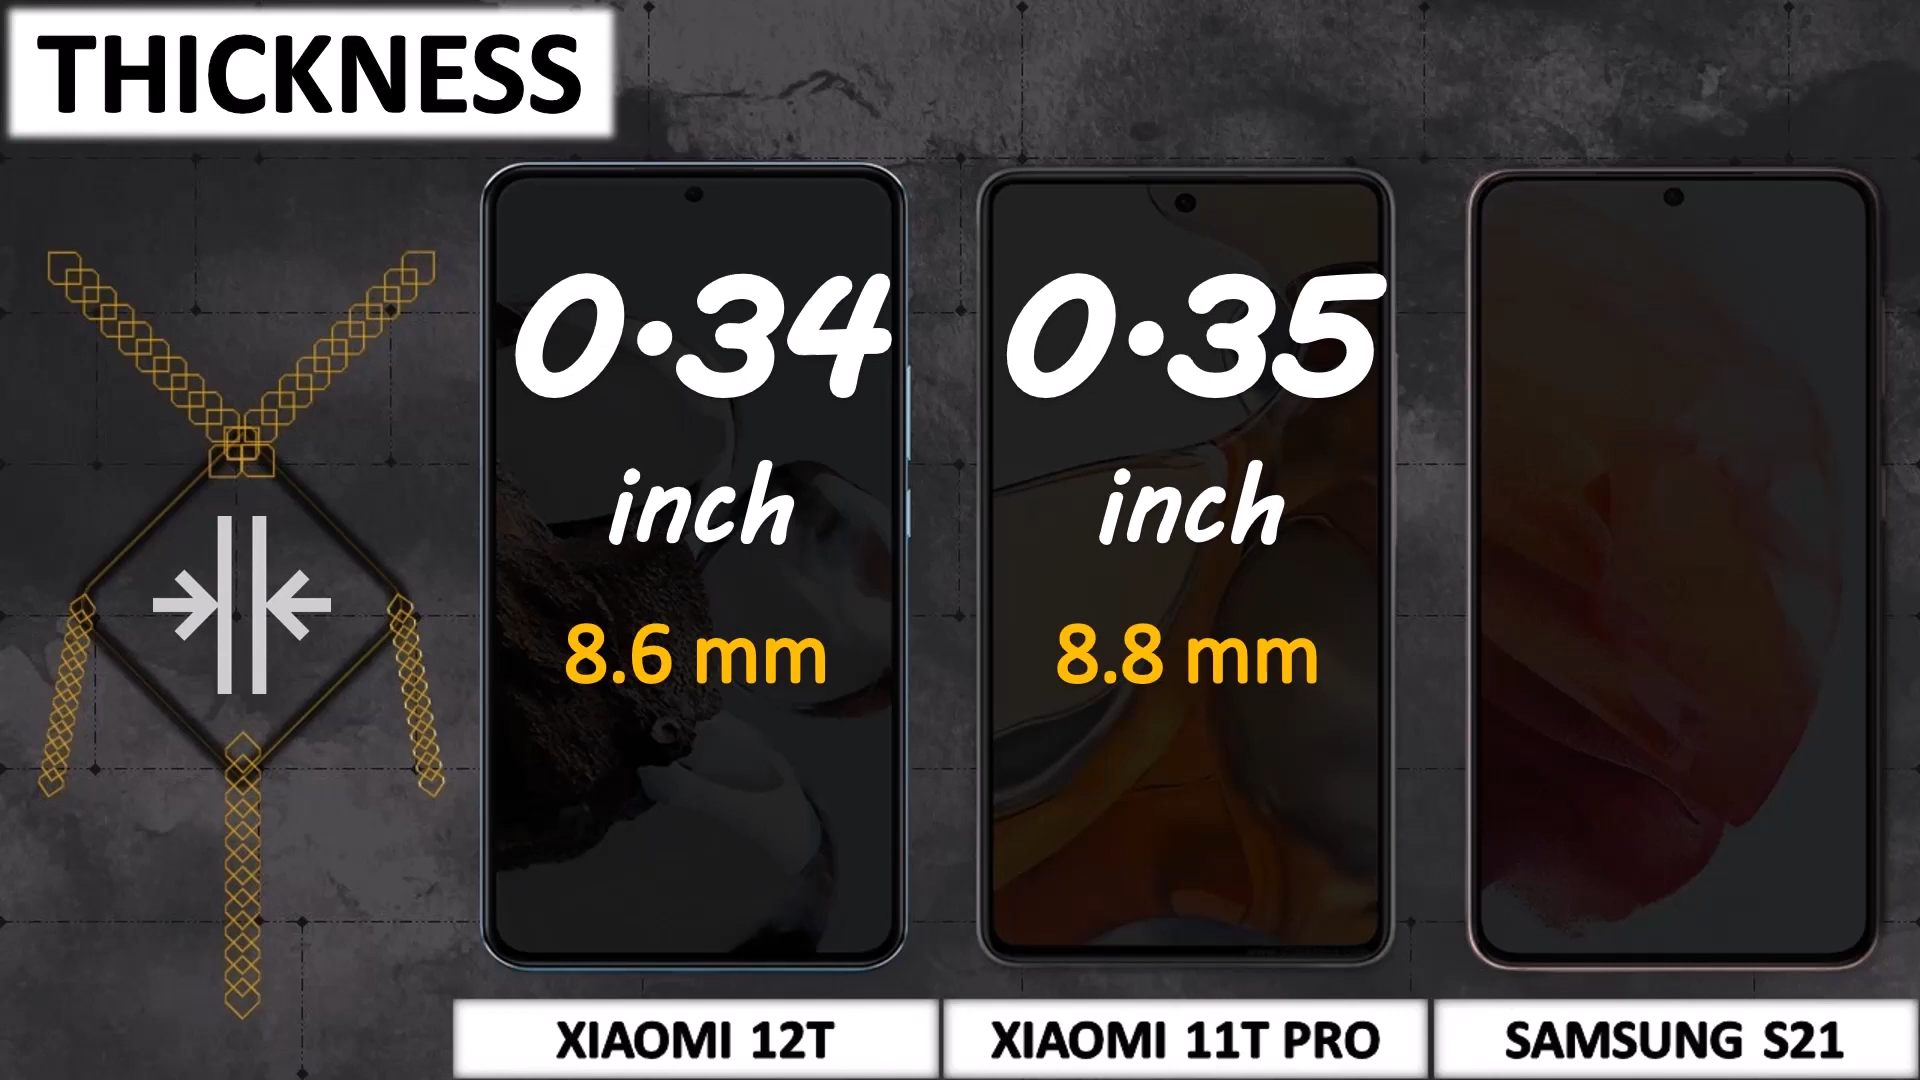 THICKNESS
0.34
inch
8.6 mm
0.35
inch
8.8 mm
XIAOMI 12T
XIAOMI 11T PRO
SAMSUNG S21